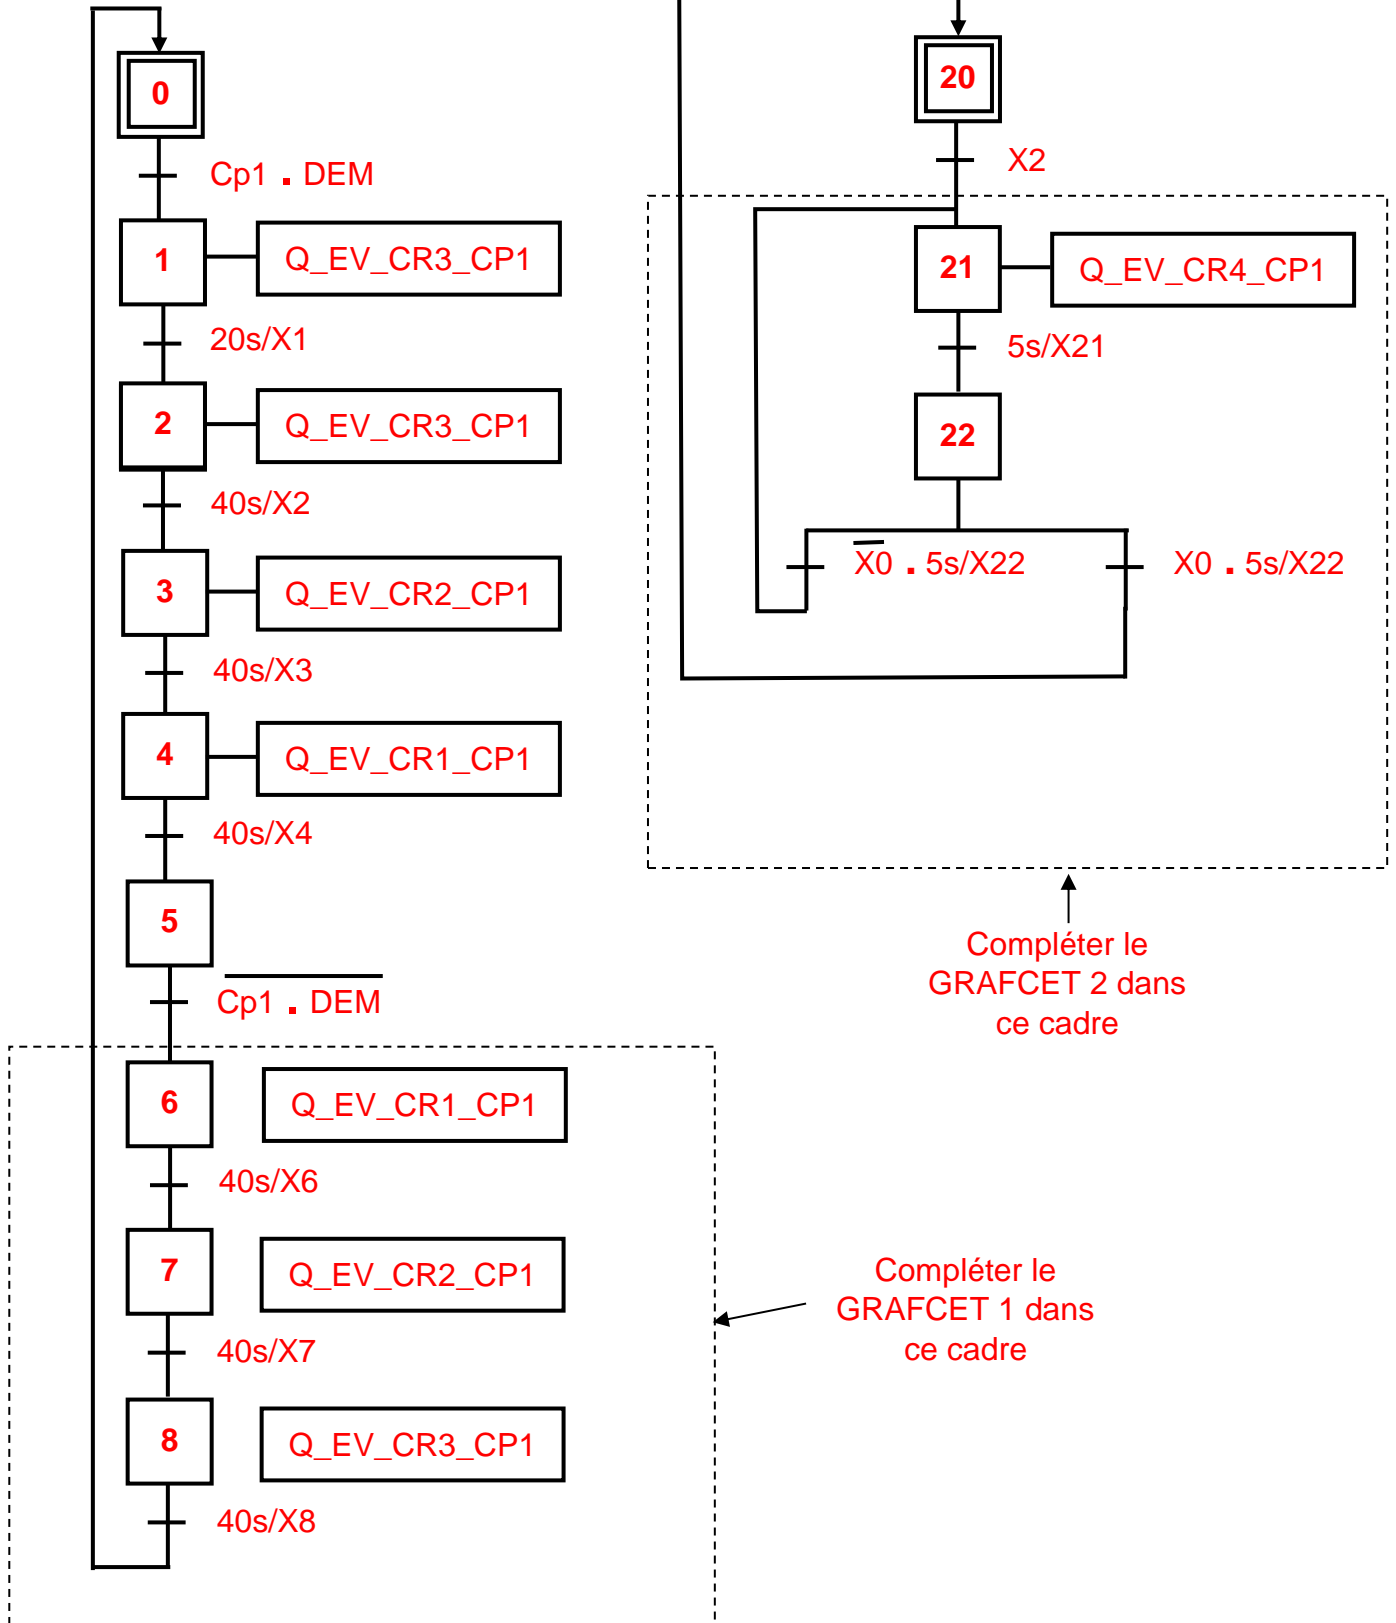 0
Cp1 . DEM
1
Q_EV_CR3_CP1
20s/X1
2
Q_EV_CR3_CP1
40s/X2
3
Q_EV_CR2_CP1
40s/X3
4
Q_EV_CR1_CP1
40s/X4
5
C̅p̅1̅ ̅.̅ ̅D̅E̅M̅
6
Q_EV_CR1_CP1
40s/X6
7
Q_EV_CR2_CP1
40s/X7
8
Q_EV_CR3_CP1
40s/X8
20
X2
21
Q_EV_CR4_CP1
5s/X21
22
X̅0̅ . 5s/X22
X0 . 5s/X22
Compléter le
GRAFCET 2 dans
ce cadre
Compléter le
GRAFCET 1 dans
ce cadre